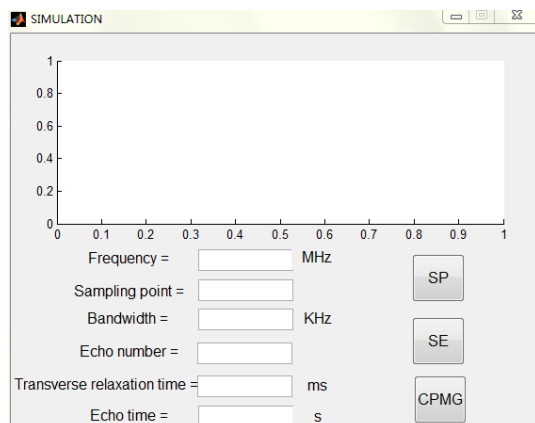 SIMULATION
1
0.8
0.6
0.4
0.2
0
0 0.1 0.2 0.3 0.4 0.5 0.6 0.7 0.8 0.9 1
Frequency = MHz
SP
Sampling point =
Bandwidth = KHz
SE
Echo number =
Transverse relaxation time = ms
CPMG
Echo time = s